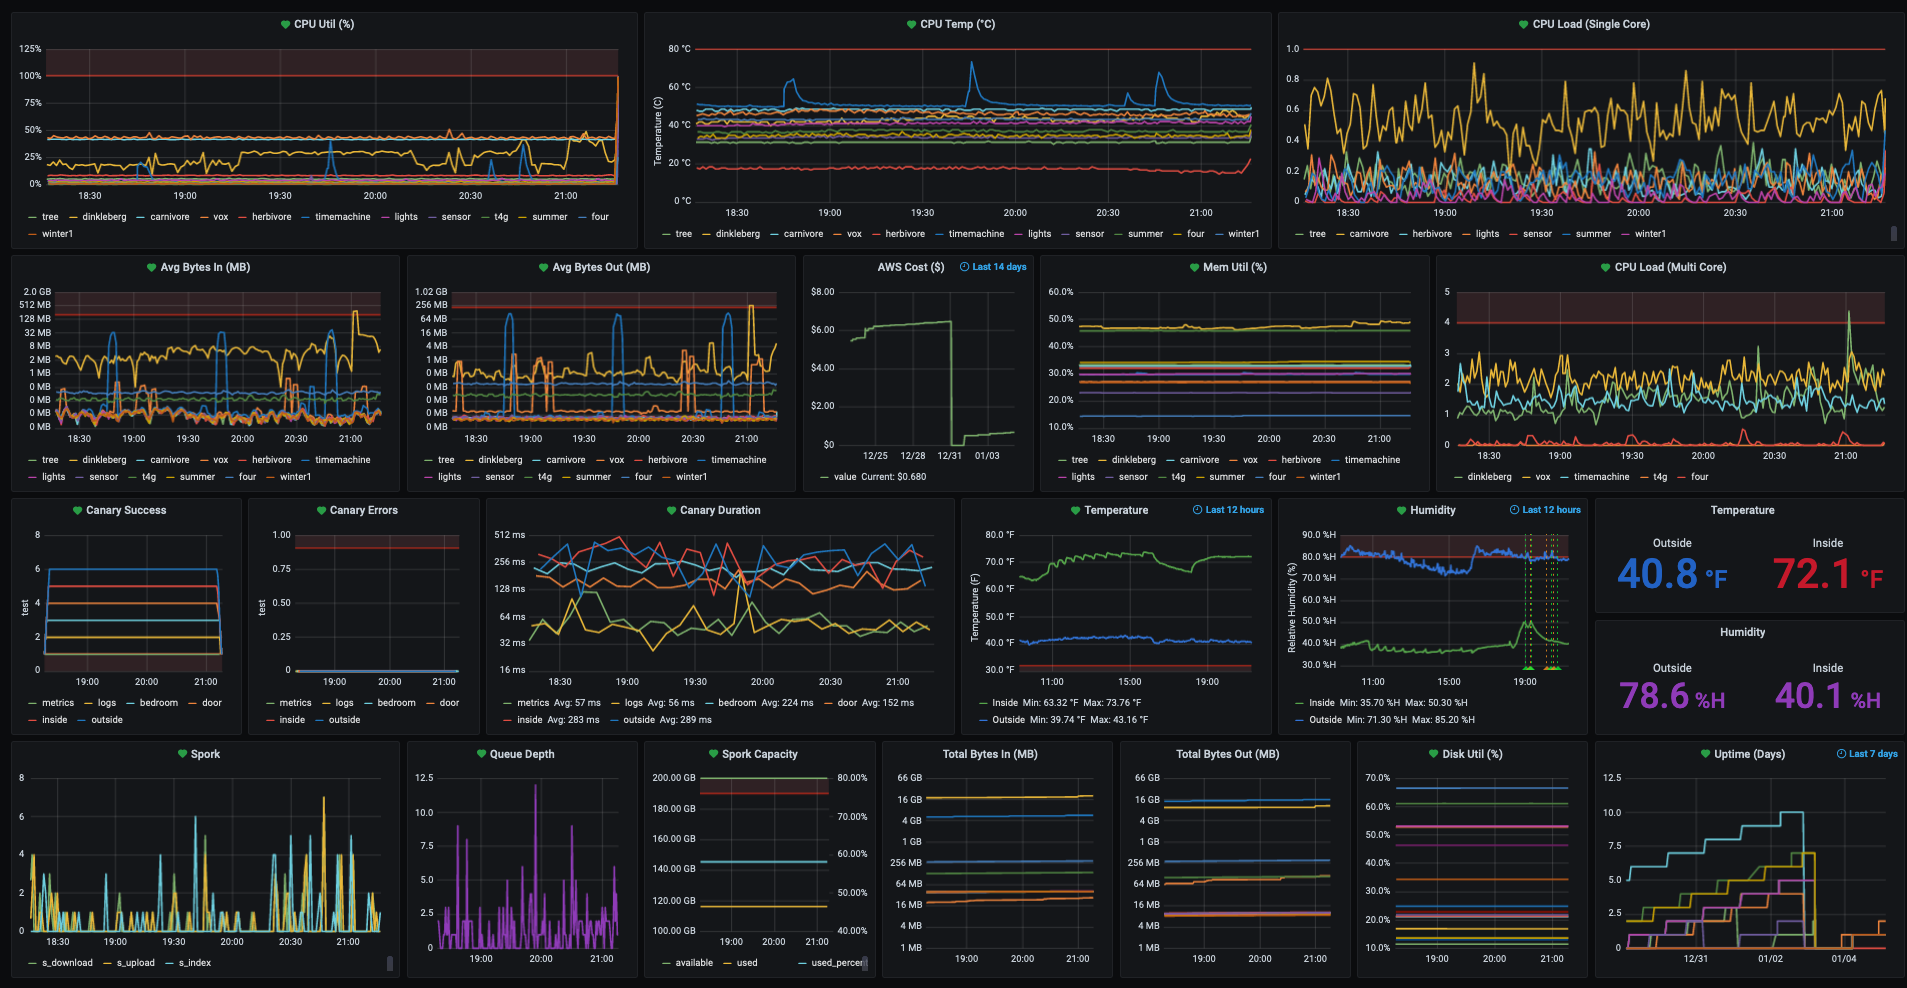 CPU Util (%)
125%
100%
75%
50%
25%
0%
18:30 19:00 19:30 20:00 20:30 21:00
tree dinkleberg carnivore vox herbivore timemachine lights sensor t4g summer four
winter1
CPU Temp (°C)
Temperature (C)
80 °C
60 °C
40 °C
20 °C
0 °C
18:30 19:00 19:30 20:00 20:30 21:00
tree dinkleberg carnivore vox herbivore timemachine lights sensor summer four winter1
CPU Load (Single Core)
1.0
0.8
0.6
0.4
0.2
0
18:30 19:00 19:30 20:00 20:30 21:00
tree carnivore herbivore lights sensor summer winter1
Avg Bytes In (MB)
2.0 GB
512 MB
128 MB
32 MB
8 MB
2 MB
1 MB
0 MB
0 MB
0 MB
0 MB
18:30 19:00 19:30 20:00 20:30 21:00
tree dinkleberg carnivore vox herbivore timemachine
lights sensor t4g summer four winter1
Avg Bytes Out (MB)
1.02 GB
256 MB
64 MB
16 MB
4 MB
1 MB
0 MB
0 MB
0 MB
0 MB
0 MB
18:30 19:00 19:30 20:00 20:30 21:00
tree dinkleberg carnivore vox herbivore timemachine
lights sensor t4g summer four winter1
AWS Cost ($) Last 14 days
$8.00
$6.00
$4.00
$2.00
$0
12/25 12/28 12/31 01/03
value Current: $0.680
Mem Util (%)
60.0%
50.0%
40.0%
30.0%
20.0%
10.0%
18:30 19:00 19:30 20:00 20:30 21:00
tree dinkleberg carnivore vox herbivore timemachine
lights sensor t4g summer four winter1
CPU Load (Multi Core)
5
4
3
2
1
0
18:30 19:00 19:30 20:00 20:30 21:00
dinkleberg vox timemachine t4g four
Canary Success
test
8
6
4
2
0
19:00 20:00 21:00
metrics logs bedroom door
inside outside
Canary Errors
test
1.00
0.75
0.50
0.25
0
19:00 20:00 21:00
metrics logs bedroom door
inside outside
Canary Duration
512 ms
256 ms
128 ms
64 ms
32 ms
16 ms
18:30 19:00 19:30 20:00 20:30 21:00
metrics Avg: 57 ms logs Avg: 56 ms bedroom Avg: 224 ms door Avg: 152 ms
inside Avg: 283 ms outside Avg: 289 ms
Temperature Last 12 hours
Temperature (F)
80.0 °F
70.0 °F
60.0 °F
50.0 °F
40.0 °F
30.0 °F
11:00 15:00 19:00
Inside Min: 63.32 °F Max: 73.76 °F
Outside Min: 39.74 °F Max: 43.16 °F
Humidity Last 12 hours
Relative Humidity (%)
90.0 %H
80.0 %H
70.0 %H
60.0 %H
50.0 %H
40.0 %H
30.0 %H
11:00 15:00 19:00
Inside Min: 35.70 %H Max: 50.30 %H
Outside Min: 71.30 %H Max: 85.20 %H
Temperature
Outside Inside
40.8 °F 72.1 °F
Humidity
Outside Inside
78.6 %H 40.1 %H
Spork
8
6
4
2
0
18:30 19:00 19:30 20:00 20:30 21:00
s_download s_upload s_index
Queue Depth
12.5
10.0
7.5
5.0
2.5
0
19:00 20:00 21:00
Spork Capacity
200.00 GB 80.00%
180.00 GB
160.00 GB 70.00%
140.00 GB 60.00%
120.00 GB 50.00%
100.00 GB 40.00%
19:00 20:00 21:00
available used used_percen
Total Bytes In (MB)
66 GB
16 GB
4 GB
1 GB
256 MB
64 MB
16 MB
4 MB
1 MB
19:00 20:00 21:00
Total Bytes Out (MB)
66 GB
16 GB
4 GB
1 GB
256 MB
64 MB
16 MB
4 MB
1 MB
19:00 20:00 21:00
Disk Util (%)
70.0%
60.0%
50.0%
40.0%
30.0%
20.0%
10.0%
19:00 20:00 21:00
Uptime (Days) Last 7 days
12.5
10.0
7.5
5.0
2.5
0
12/31 01/02 01/04